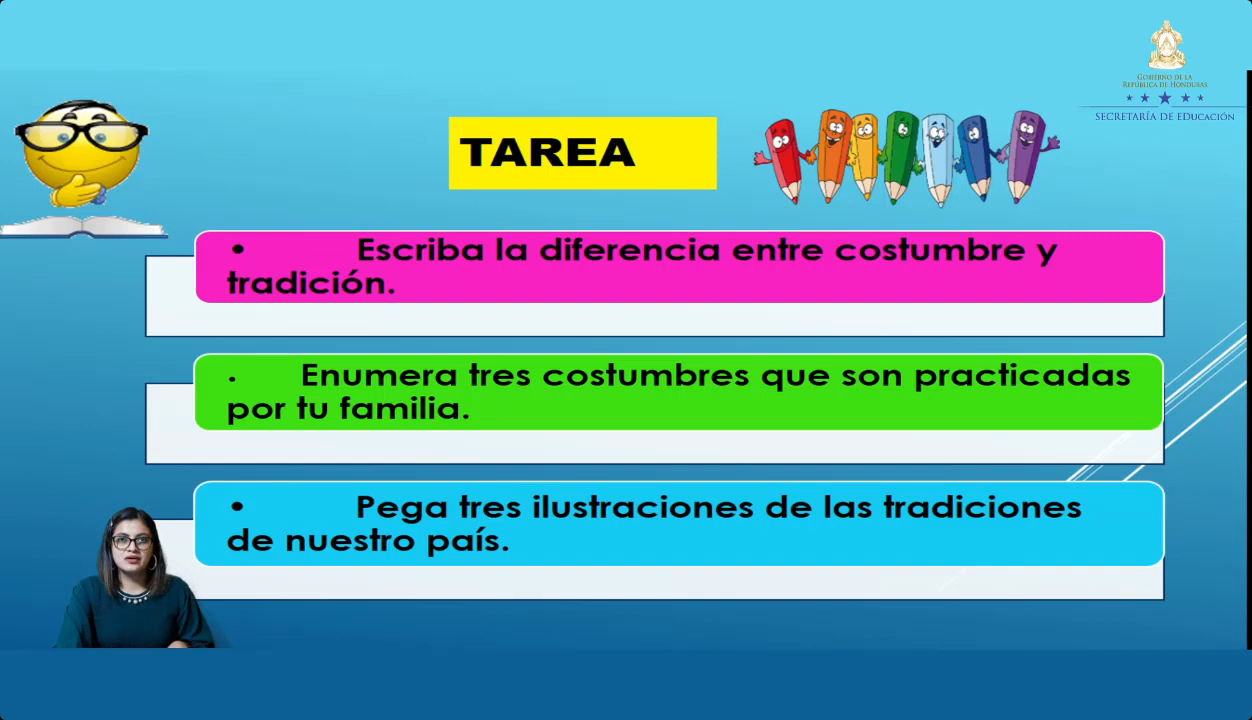 GOBIERNO DE LA
REPÚBLICA DE HONDURAS
SECRETARÍA DE EDUCACIÓN
TAREA
• Escriba la diferencia entre costumbre y
tradición.
• Enumera tres costumbres que son practicadas
por tu familia.
• Pega tres ilustraciones de las tradiciones
de nuestro país.